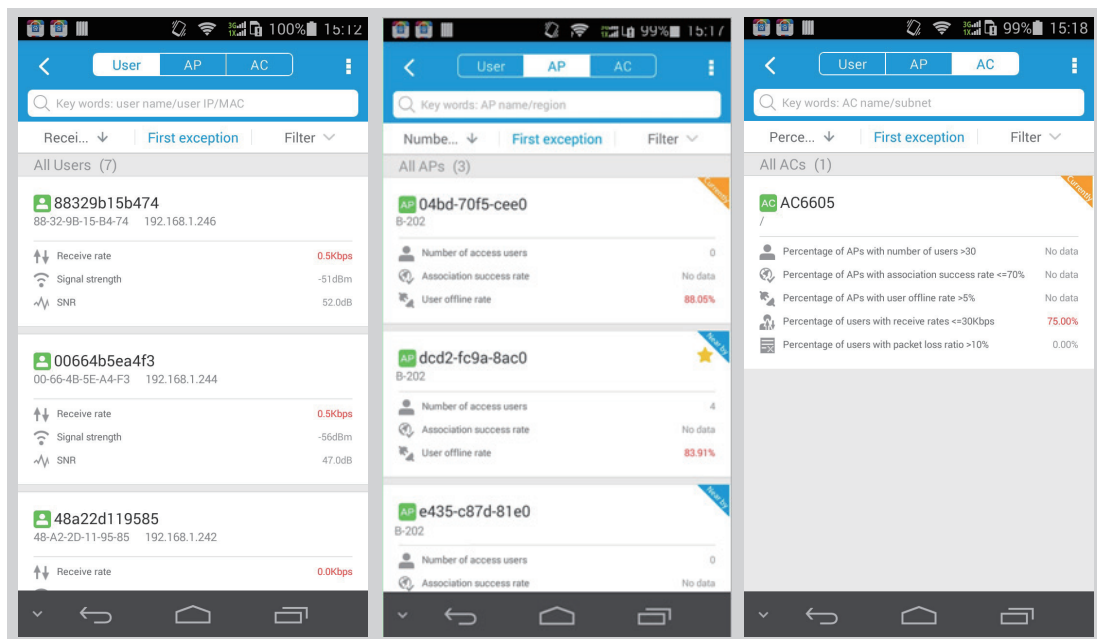 100% 15:12
User AP AC
Key words: user name/user IP/MAC
Recei... First exception Filter
All Users (7)
88329b15b474
88-32-9B-15-B4-74 192.168.1.246
Receive rate 0.5Kbps
Signal strength -51dBm
SNR 52.0dB
00664b5ea4f3
00-66-4B-5E-A4-F3 192.168.1.244
Receive rate 0.5Kbps
Signal strength -56dBm
SNR 47.0dB
48a22d119585
48-A2-2D-11-95-85 192.168.1.242
Receive rate 0.0Kbps
99% 15:17
User AP AC
Key words: AP name/region
Numbe... First exception Filter
All APs (3)
Currently
AP 04bd-70f5-cee0
B-202
Number of access users 0
Association success rate No data
User offline rate 88.05%
Near by
AP dcd2-fc9a-8ac0
B-202
Number of access users 4
Association success rate No data
User offline rate 83.91%
Near by
AP e435-c87d-81e0
B-202
Number of access users 0
Association success rate No data
3G 1X 99% 15:18
User AP AC
Key words: AC name/subnet
Perce... First exception Filter
All ACs (1)
Currently
AC AC6605
/
Percentage of APs with number of users >30 No data
Percentage of APs with association success rate <=70% No data
Percentage of APs with user offline rate >5% No data
Percentage of users with receive rates <=30Kbps 75.00%
Percentage of users with packet loss ratio >10% 0.00%